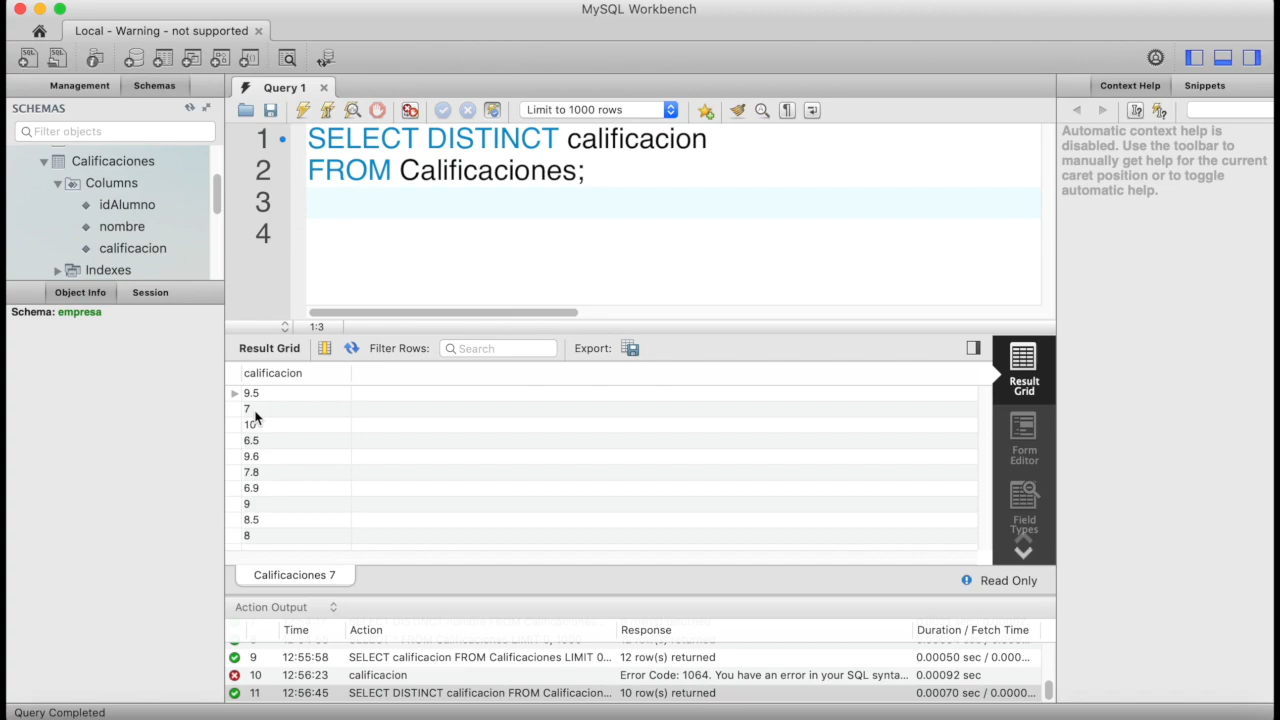 MySQL Workbench
Local - Warning - not supported
Management Schemas
SCHEMAS
Filter objects
Calificaciones
Columns
idAlumno
nombre
calificacion
Indexes
Object Info Session
Schema: empresa
Query 1
Limit to 1000 rows
1 SELECT DISTINCT calificacion
2 FROM Calificaciones;
3
4
1:3
Result Grid Filter Rows: Search Export:
calificacion
9.5
7
10
6.5
9.6
7.8
6.9
9
8.5
8
Result Grid
Form Editor
Field Types
Calificaciones 7
Read Only
Action Output
Time Action Response Duration / Fetch Time
9 12:55:58 SELECT calificacion FROM Calificaciones LIMIT 0... 12 row(s) returned 0.00050 sec / 0.000...
10 12:56:23 calificacion Error Code: 1064. You have an error in your SQL synta... 0.00092 sec
11 12:56:45 SELECT DISTINCT calificacion FROM Calificacion... 10 row(s) returned 0.00070 sec / 0.0000...
Query Completed
Context Help Snippets
Automatic context help is
disabled. Use the toolbar to
manually get help for the current
caret position or to toggle
automatic help.